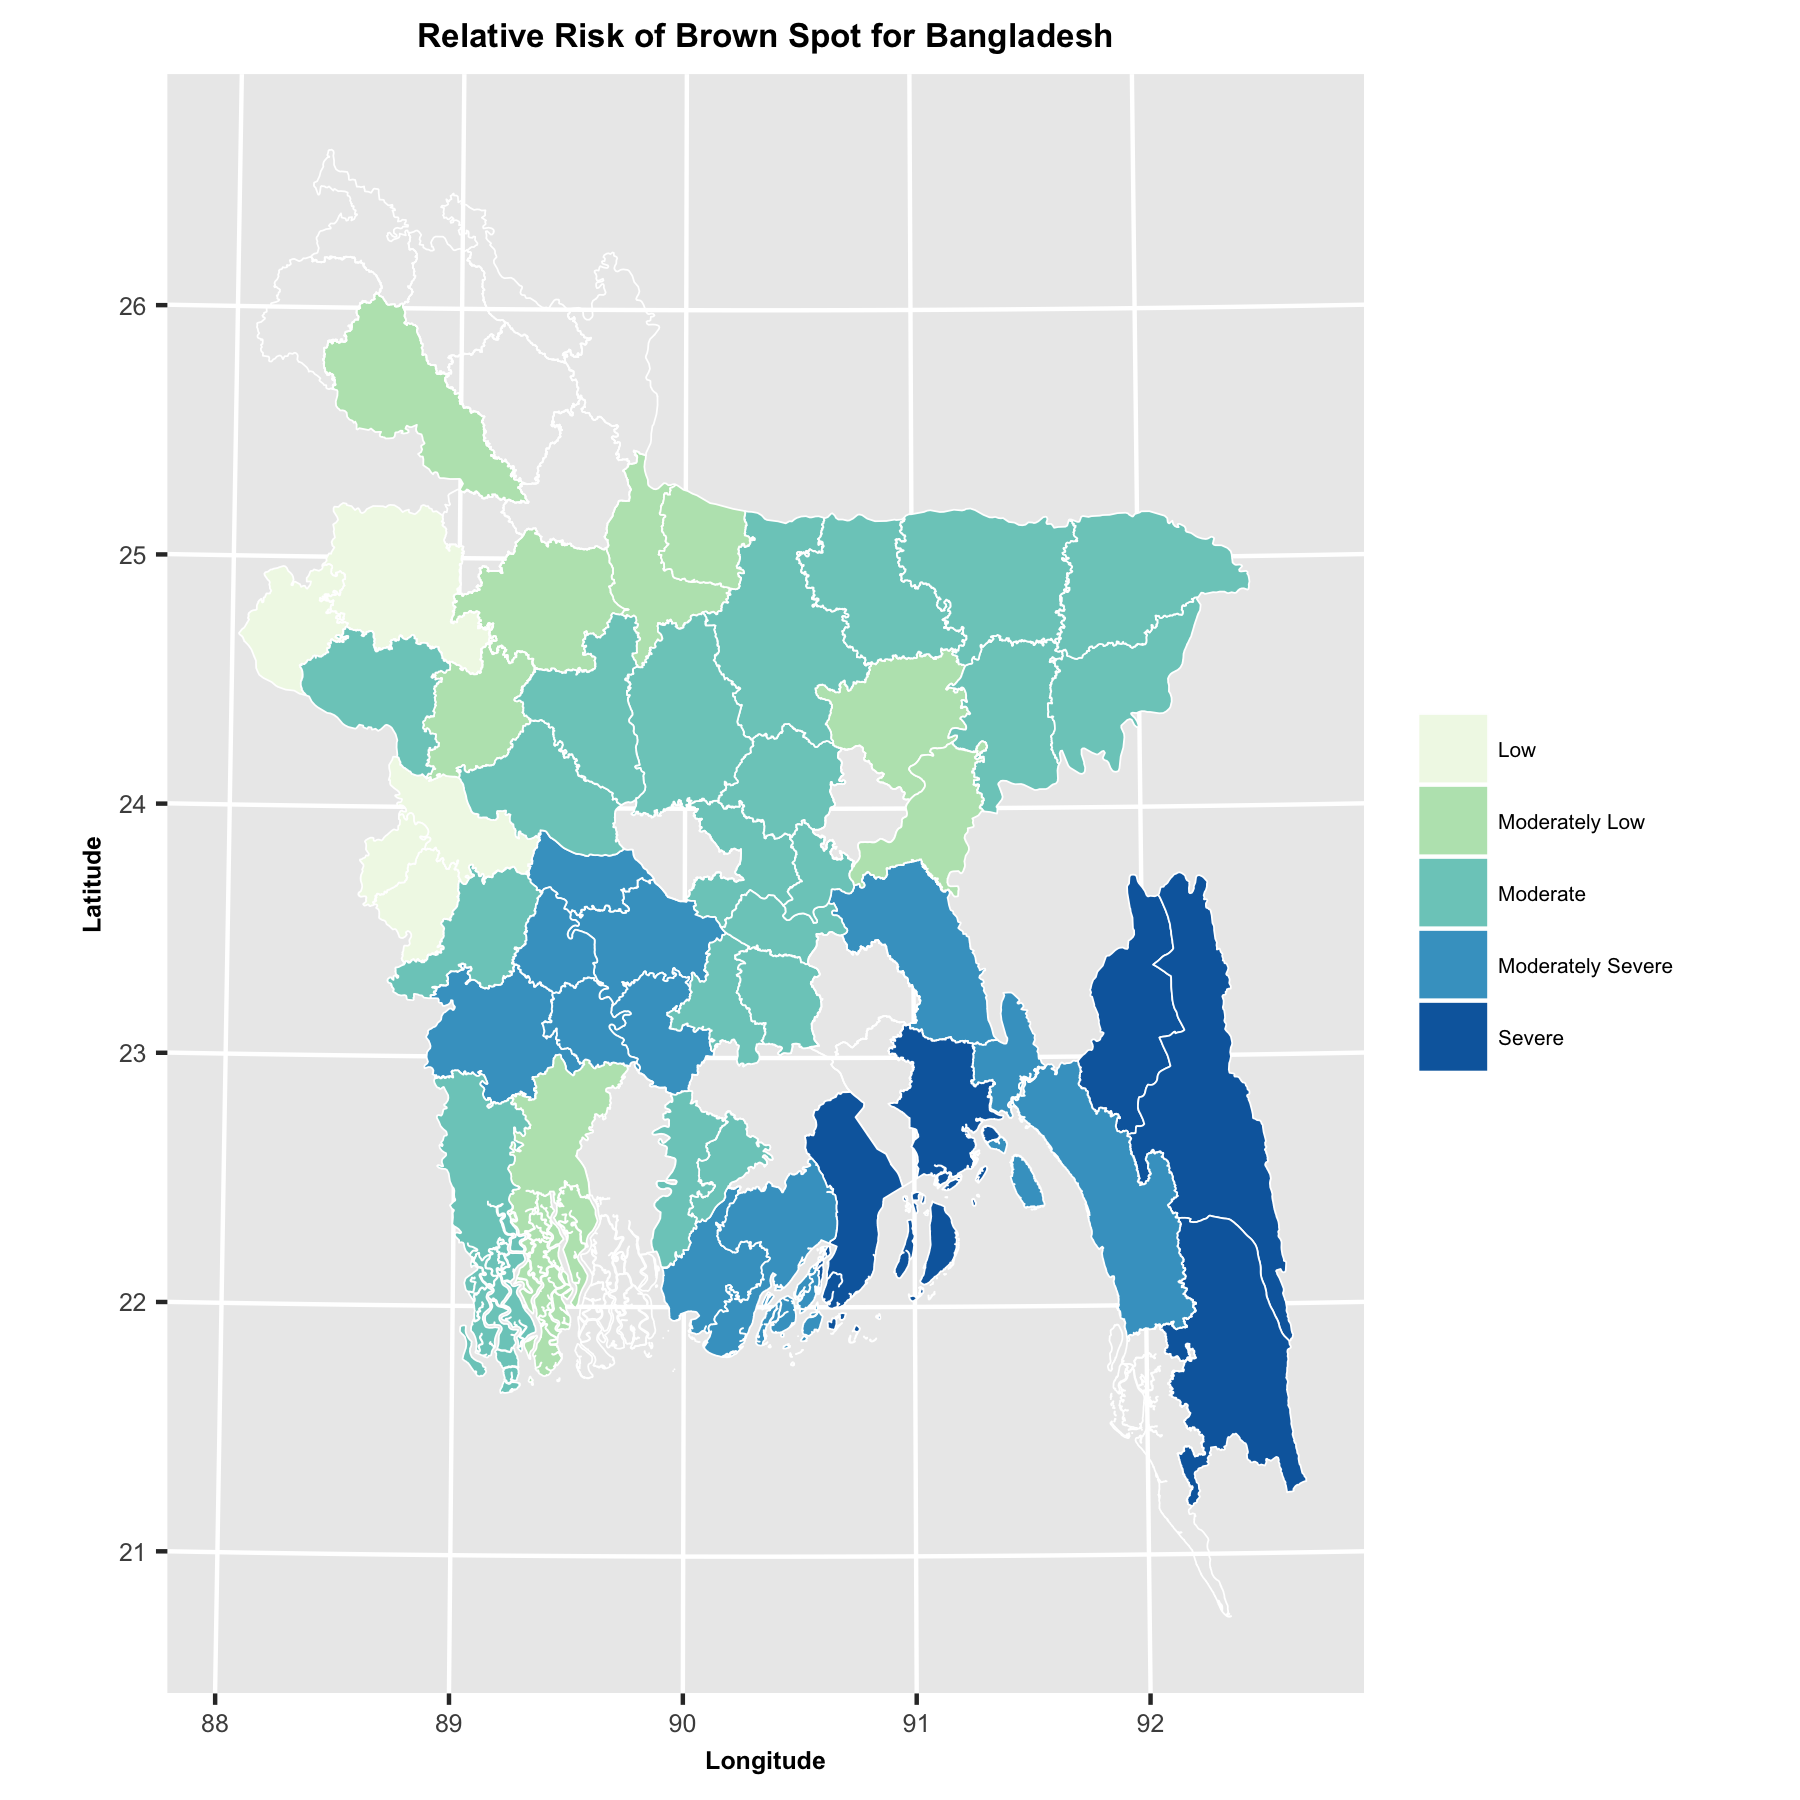 Relative Risk of Brown Spot for Bangladesh
26
25
24
23
22
21
Latitude
88 89 90 91 92
Longitude
Low
Moderately Low
Moderate
Moderately Severe
Severe